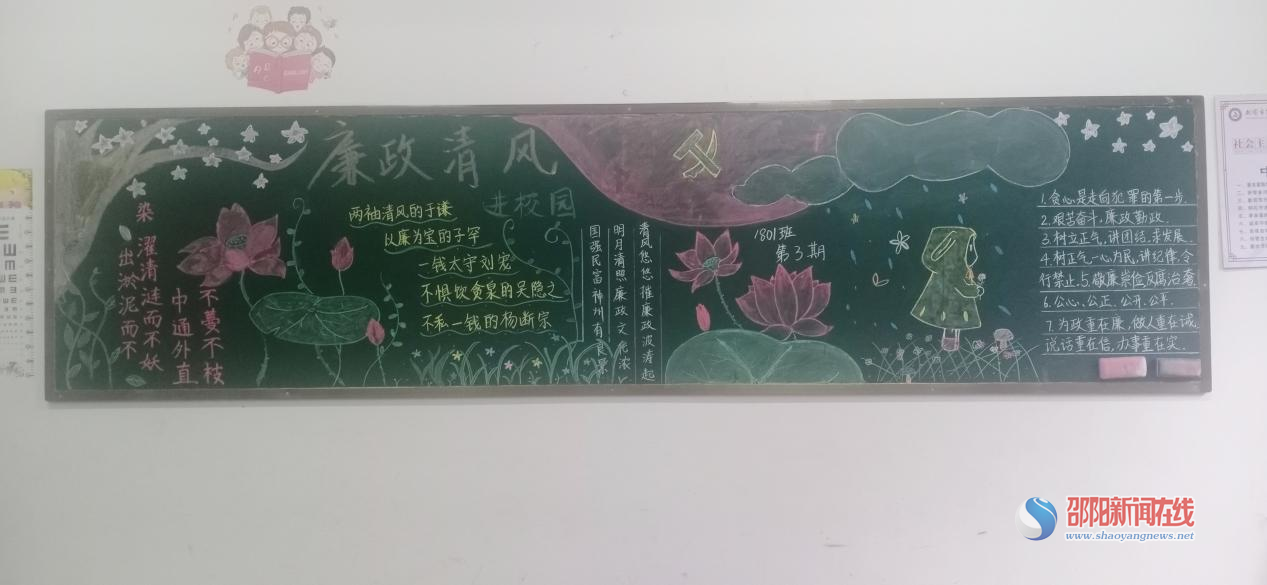 廉政清风
进校园
出淤泥而不
染
濯清涟而不妖
中通外直
不蔓不枝
两袖清风的于谦
以廉为宝的子罕
一钱太守刘宠
不惧饮贪泉的吴隐之
不私一钱的杨断宗
国强民富神州有良景
明月清照廉政文化浓
清风悠悠摧廉政波涛起
1801班
第3期
1.贪心是走向犯罪的第一步.
2.艰苦奋斗,廉政勤政.
3.树立正气,讲团结,求发展.
4.树正气一心为民,讲纪律,令
行禁止.5.敬廉崇俭反腐治奢.
6.公心,公正,公开,公平.
7.为政重在廉,做人重在诚,
说话重在信,办事重在实.
社会主
邵阳新闻在线
www.shaoyangnews.net